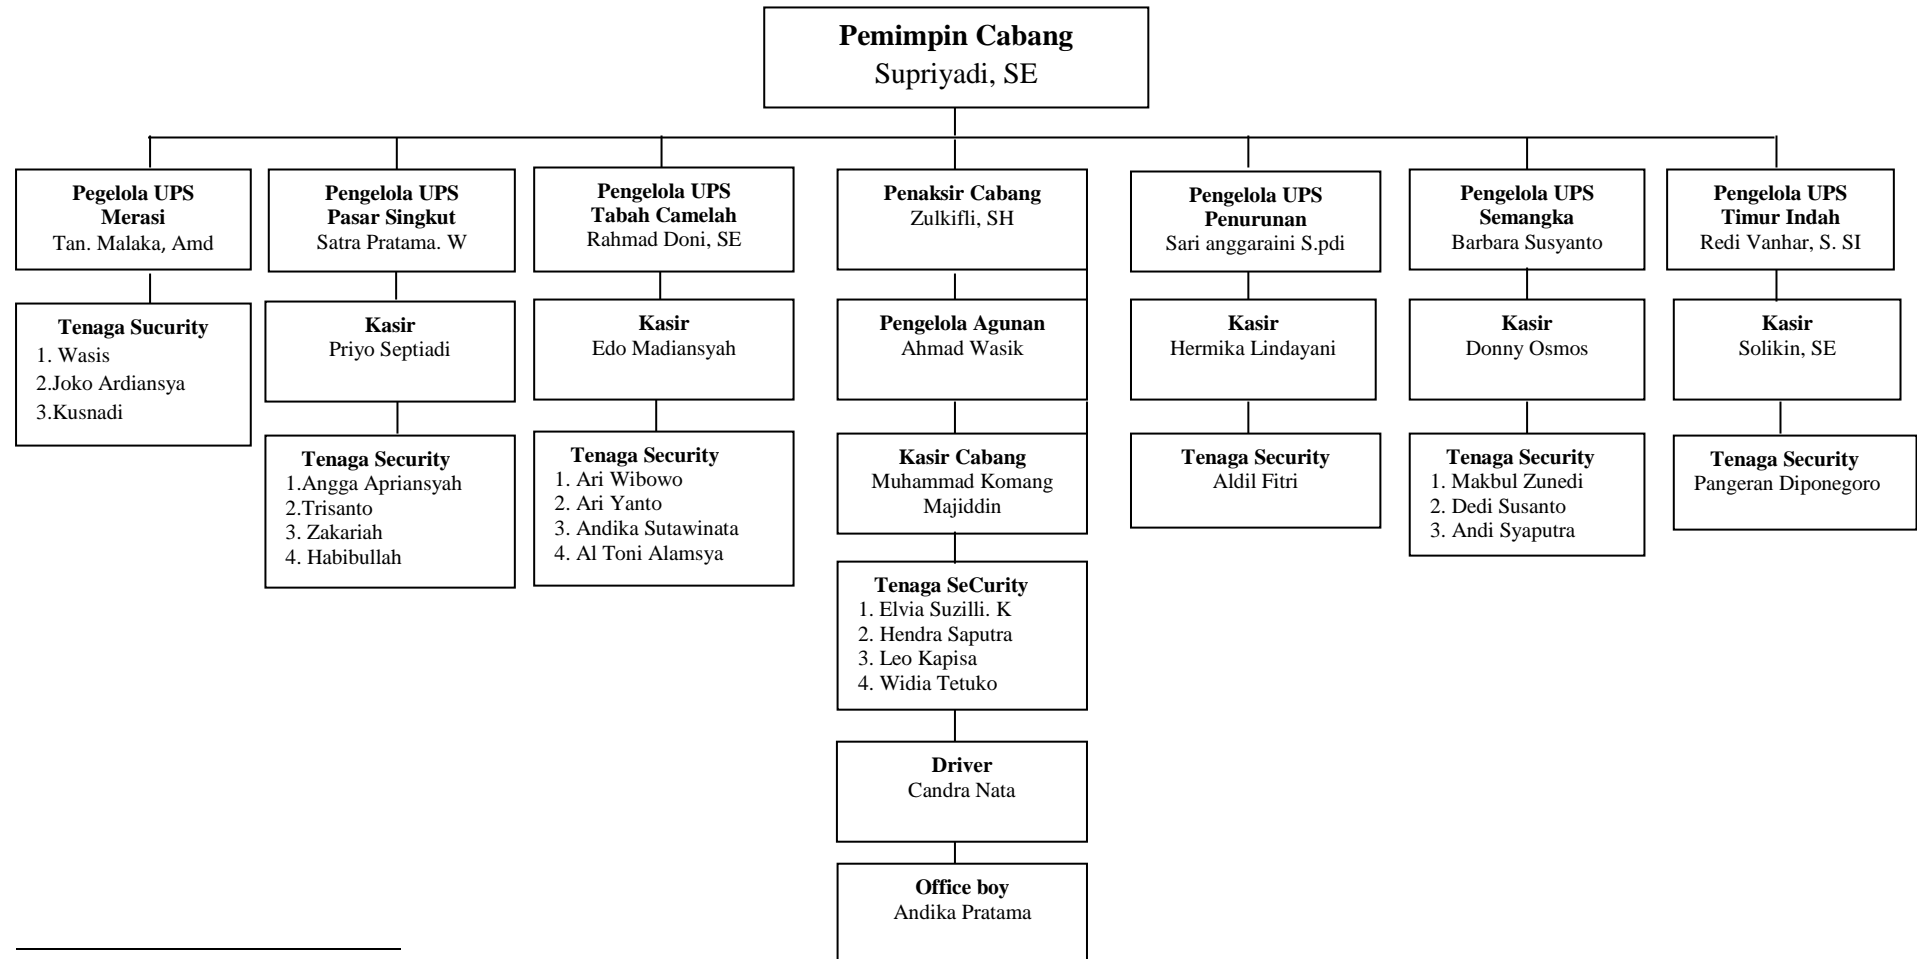 Pemimpin Cabang
Supriyadi, SE
Pegelola UPS
Merasi
Tan. Malaka, Amd
Pengelola UPS
Pasar Singkut
Satra Pratama. W
Pengelola UPS
Tabah Camelah
Rahmad Doni, SE
Penaksir Cabang
Zulkifli, SH
Pengelola UPS
Penurunan
Sari anggaraini S.pdi
Pengelola UPS
Semangka
Barbara Susyanto
Pengelola UPS
Timur Indah
Redi Vanhar, S. SI
Tenaga Sucurity
1. Wasis
2.Joko Ardiansya
3.Kusnadi
Kasir
Priyo Septiadi
Kasir
Edo Madiansyah
Pengelola Agunan
Ahmad Wasik
Kasir
Hermika Lindayani
Kasir
Donny Osmos
Kasir
Solikin, SE
Tenaga Security
1.Angga Apriansyah
2.Trisanto
3. Zakariah
4. Habibullah
Tenaga Security
1. Ari Wibowo
2. Ari Yanto
3. Andika Sutawinata
4. Al Toni Alamsya
Kasir Cabang
Muhammad Komang
Majiddin
Tenaga Security
Aldil Fitri
Tenaga Security
1. Makbul Zunedi
2. Dedi Susanto
3. Andi Syaputra
Tenaga Security
Pangeran Diponegoro
Tenaga SeCurity
1. Elvia Suzilli. K
2. Hendra Saputra
3. Leo Kapisa
4. Widia Tetuko
Driver
Candra Nata
Office boy
Andika Pratama